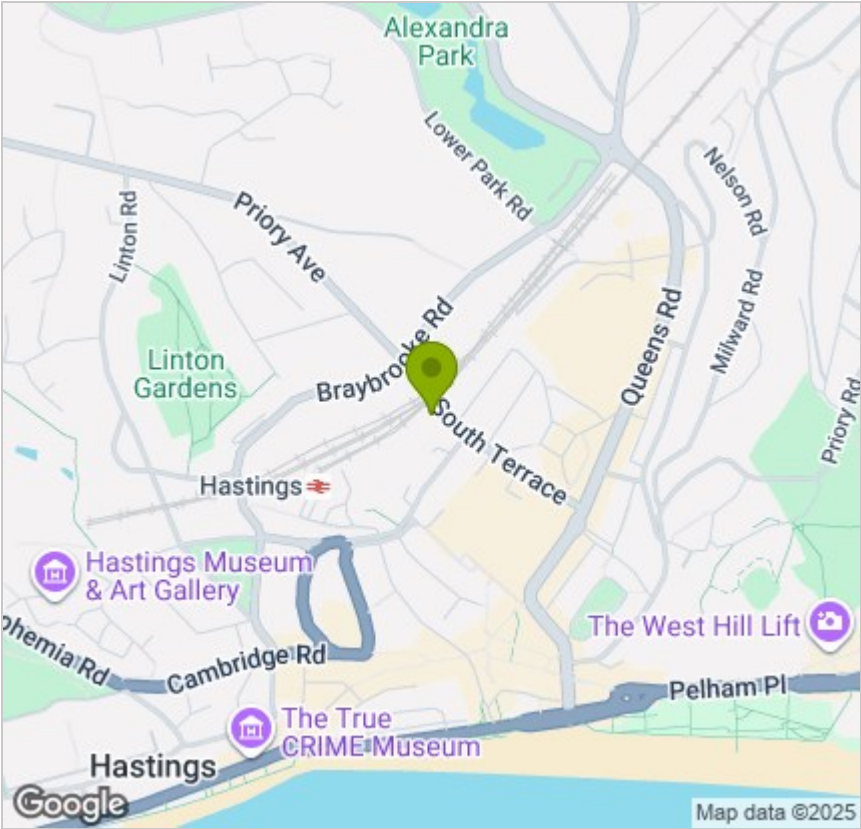 Alexandra
Park
Lower Park Rd
Nelson Rd
Linton Rd
Priory Ave
Milward Rd
Braybrooke Rd
Queens Rd
Linton
Gardens
Priory Rd
South Terrace
Hastings
Hastings Museum
& Art Gallery
The West Hill Lift
ohemia Rd
Cambridge Rd
Pelham Pl
The True
CRIME Museum
Hastings
Google
Map data ©2025